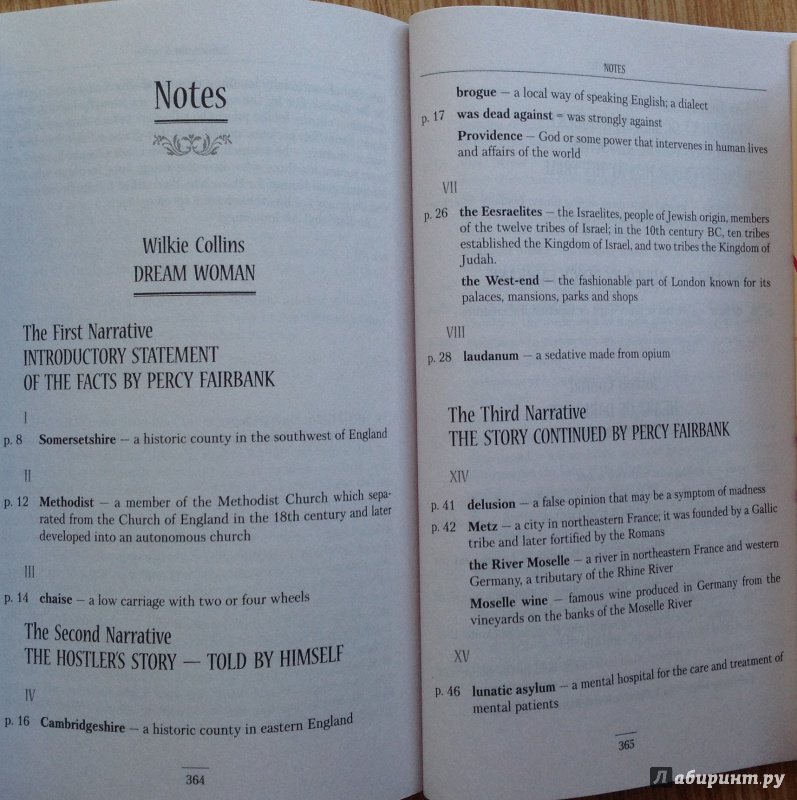 Notes
Wilkie Collins
DREAM WOMAN
The First Narrative
INTRODUCTORY STATEMENT
OF THE FACTS BY PERCY FAIRBANK
I
p. 8 Somersetshire — a historic county in the southwest of England
II
p. 12 Methodist — a member of the Methodist Church which sepa-
rated from the Church of England in the 18th century and later
developed into an autonomous church
III
p. 14 chaise — a low carriage with two or four wheels
The Second Narrative
THE HOSTLER'S STORY — TOLD BY HIMSELF
IV
p. 16 Cambridgeshire — a historic county in eastern England
364
NOTES
brogue — a local way of speaking English; a dialect
p. 17 was dead against = was strongly against
Providence — God or some power that intervenes in human lives
and affairs of the world
VII
p. 26 the Eesraelites — the Israelites, people of Jewish origin, members
of the twelve tribes of Israel; in the 10th century BC, ten tribes
established the Kingdom of Israel, and two tribes the Kingdom of
Judah.
the West-end — the fashionable part of London known for its
palaces, mansions, parks and shops
VIII
p. 28 laudanum — a sedative made from opium
The Third Narrative
THE STORY CONTINUED BY PERCY FAIRBANK
XIV
p. 41 delusion — a false opinion that may be a symptom of madness
p. 42 Metz — a city in northeastern France; it was founded by a Gallic
tribe and later fortified by the Romans
the River Moselle — a river in northeastern France and western
Germany, a tributary of the Rhine River
Moselle wine — famous wine produced in Germany from the
vineyards on the banks of the Moselle River
XV
p. 46 lunatic asylum — a mental hospital for the care and treatment of
mental patients
365
Лабиринт.ру